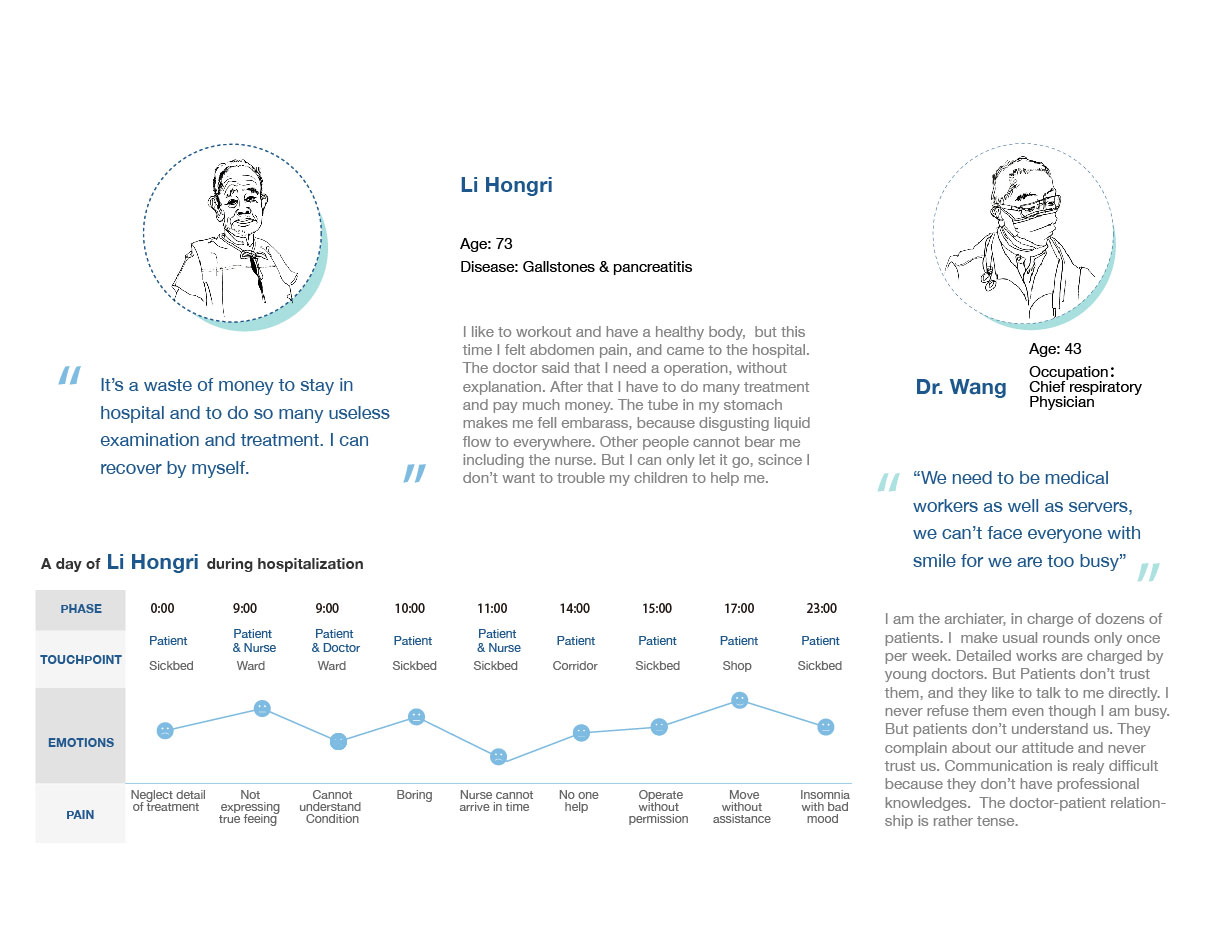 Li Hongri
Age: 73
Disease: Gallstones & pancreatitis
“
It’s a waste of money to stay in
hospital and to do so many useless
examination and treatment. I can
recover by myself.
”
I like to workout and have a healthy body,  but this
time I felt abdomen pain, and came to the hospital.
The doctor said that I need a operation, without
explanation. After that I have to do many treatment
and pay much money. The tube in my stomach
makes me fell embarass, because disgusting liquid
flow to everywhere. Other people cannot bear me
including the nurse. But I can only let it go, scince I
don’t want to trouble my children to help me.
Dr. Wang
Age: 43
Occupation：
Chief respiratory
Physician
“
“We need to be medical
workers as well as servers,
we can’t face everyone with
smile for we are too busy”
”
I am the archiater, in charge of dozens of
patients. I  make usual rounds only once
per week. Detailed works are charged by
young doctors. But Patients don’t trust
them, and they like to talk to me directly. I
never refuse them even though I am busy.
But patients don’t understand us. They
complain about our attitude and never
trust us. Communication is realy difficult
because they don’t have professional
knowledges.  The doctor-patient relation-
ship is rather tense.
A day of Li Hongri during hospitalization
PHASE 0:00 9:00 9:00 10:00 11:00 14:00 15:00 17:00 23:00
TOUCHPOINT
Patient
Sickbed
Patient
& Nurse
Ward
Patient
& Doctor
Ward
Patient
Sickbed
Patient
& Nurse
Sickbed
Patient
Corridor
Patient
Sickbed
Patient
Shop
Patient
Sickbed
EMOTIONS
PAIN
Neglect detail
of treatment
Not
expressing
true feeing
Cannot
understand
Condition
Boring
Nurse cannot
arrive in time
No one
help
Operate
without
permission
Move
without
assistance
Insomnia
with bad
mood